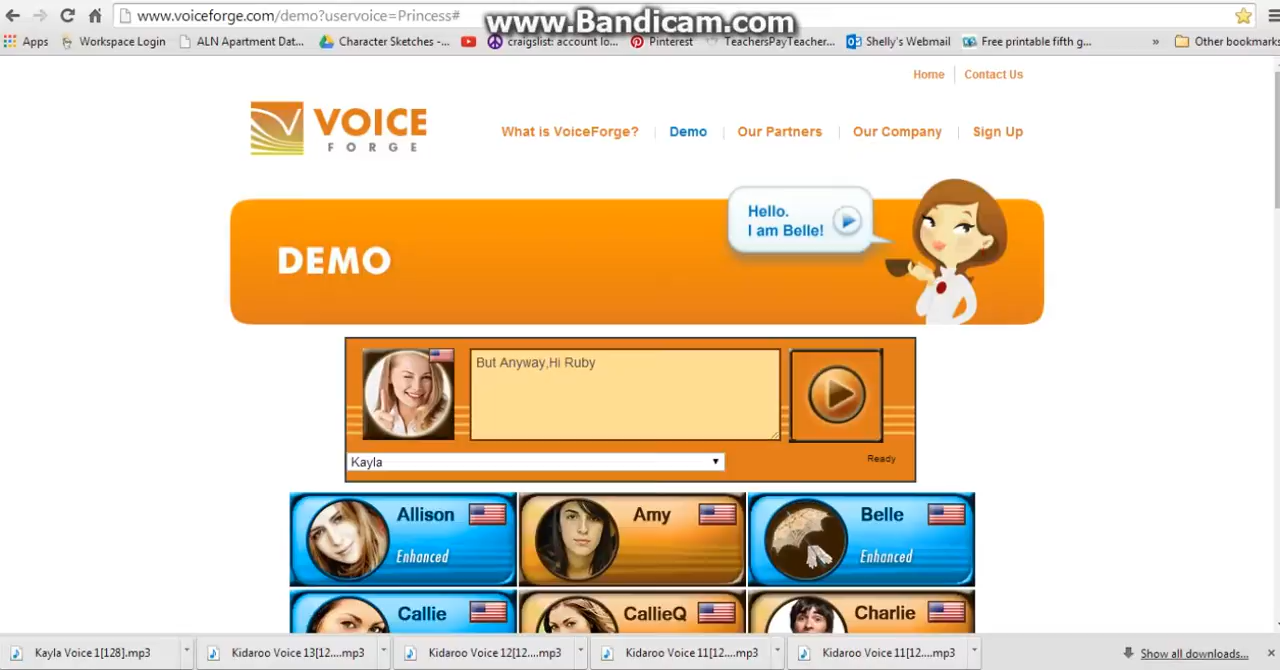 www.voiceforge.com/demo?uservoice=Princess#
www.Bandicam.com
Apps
Workspace Login
ALN Apartment Dat...
Character Sketches -...
craigslist: account lo...
Pinterest
TeachersPayTeacher...
Shelly's Webmail
Free printable fifth g...
»
Other bookmarks
Home
Contact Us
VOICE
FORGE
What is VoiceForge?
Demo
Our Partners
Our Company
Sign Up
Hello.
I am Belle!
DEMO
But Anyway,Hi Ruby
Kayla
Ready
Allison
Enhanced
Amy
Belle
Enhanced
Callie
CallieQ
Charlie
Kayla Voice 1[128].mp3
Kidaroo Voice 13[12....mp3
Kidaroo Voice 12[12....mp3
Kidaroo Voice 11[12....mp3
Kidaroo Voice 11[12....mp3
Show all downloads...